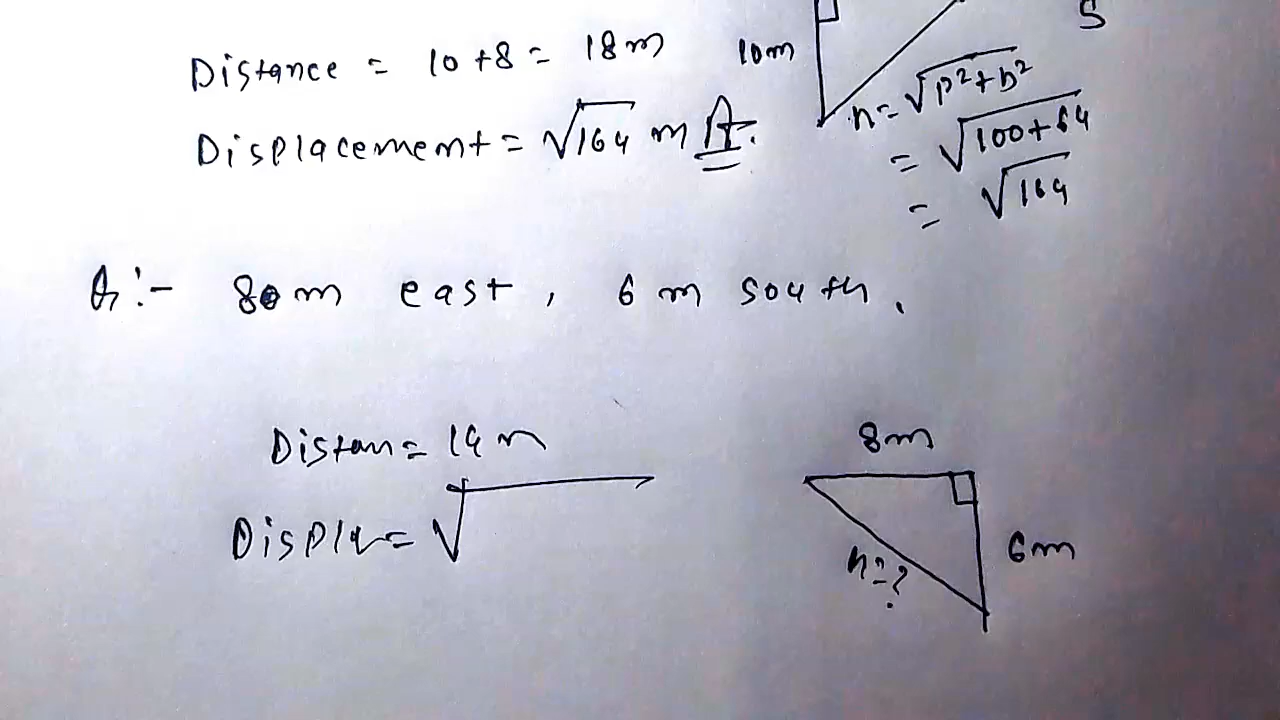 S
Distance = 10 + 8 = 18 m
10m
h = √p²+b²
Displacement = √164 m
= √100+64
= √164
Q:- 8 m east, 6 m south.
Distan = 14 m
8m
Displa = √
6m
h = ?